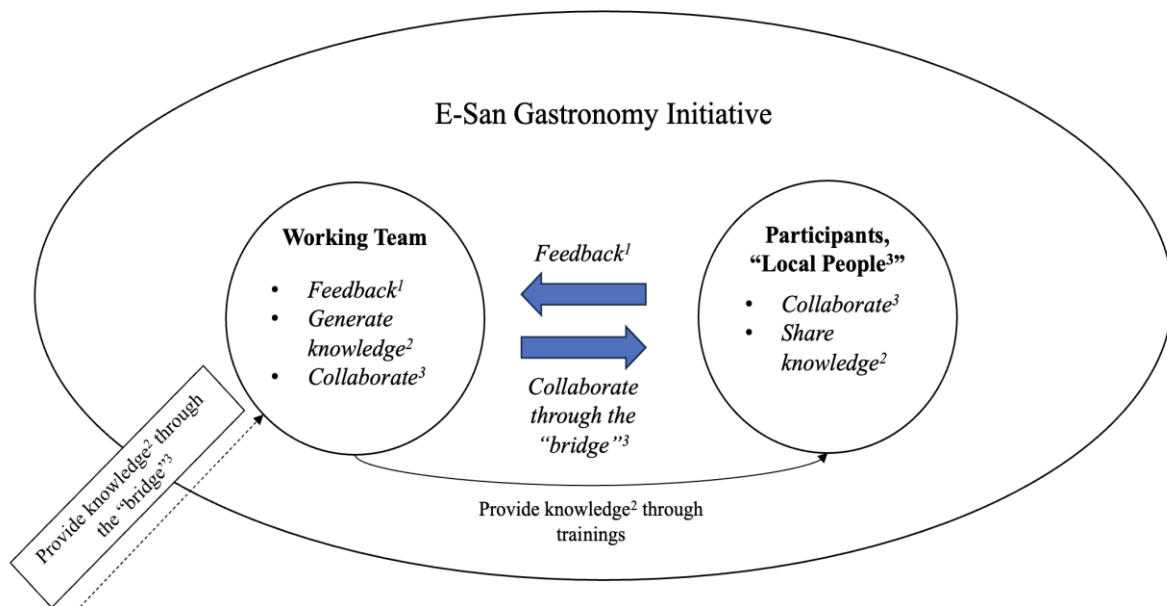 E-San Gastronomy Initiative
Working Team
• Feedback¹
• Generate
knowledge²
• Collaborate³
Feedback¹
Collaborate
through the
“bridge”³
Participants,
“Local People³”
• Collaborate³
• Share
knowledge²
Provide knowledge² through
the “bridge”³
Provide knowledge² through
trainings